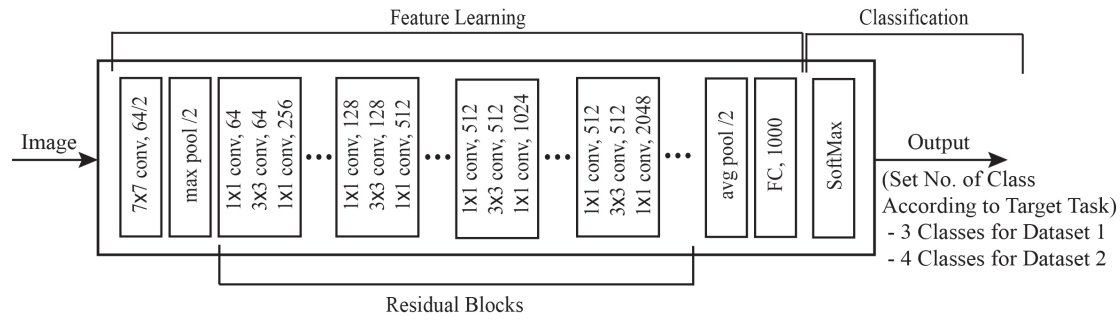 Feature Learning
Classification
Image
7x7 conv, 64/2
max pool /2
1x1 conv, 64
3x3 conv, 64
1x1 conv, 256
1x1 conv, 128
3x3 conv, 128
1x1 conv, 512
1x1 conv, 512
3x3 conv, 512
1x1 conv, 1024
1x1 conv, 512
3x3 conv, 512
1x1 conv, 2048
avg pool /2
FC, 1000
SoftMax
Output
(Set No. of Class
According to Target Task)
- 3 Classes for Dataset 1
- 4 Classes for Dataset 2
Residual Blocks